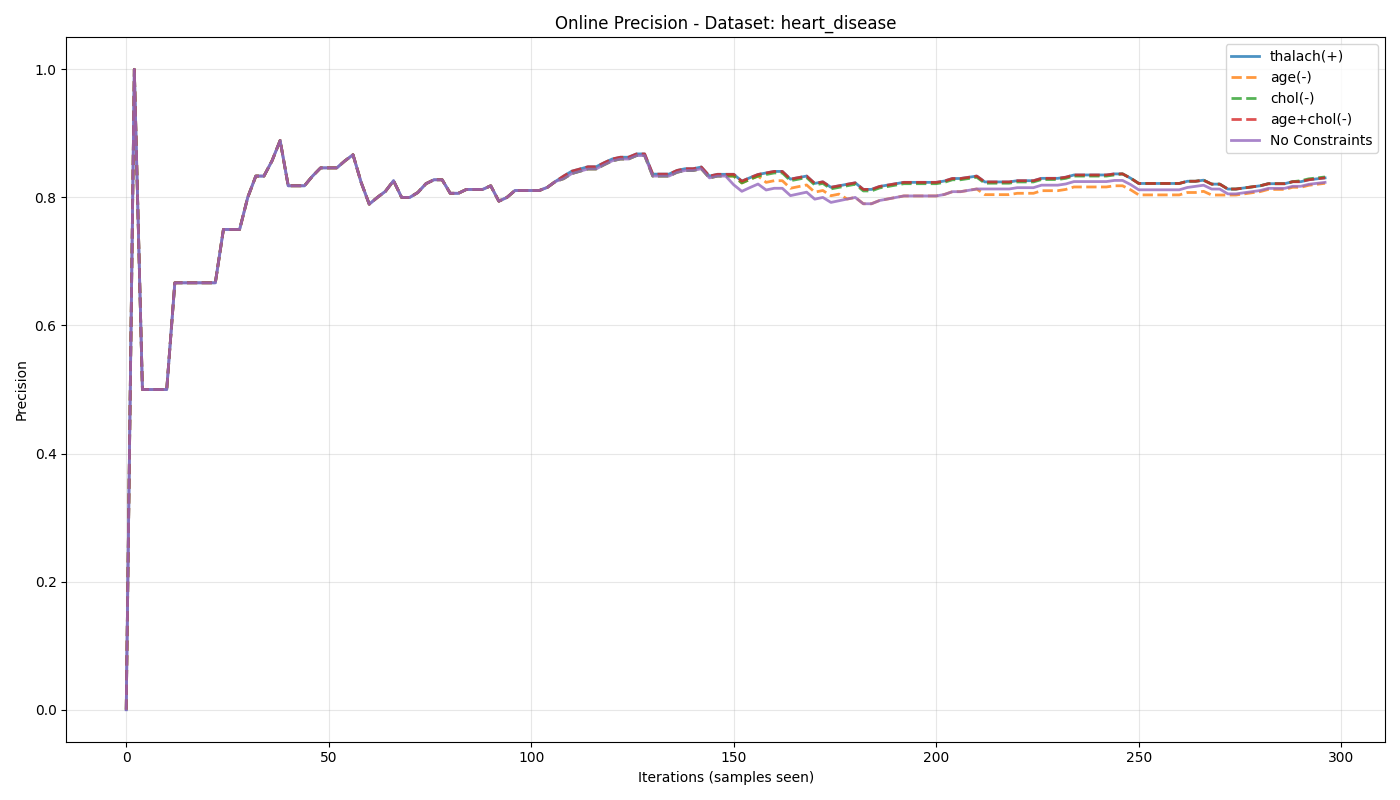 Online Precision - Dataset: heart_disease
thalach(+)
age(-)
chol(-)
age+chol(-)
No Constraints
1.0
0.8
0.6
0.4
0.2
0.0
Precision
0 50 100 150 200 250 300
Iterations (samples seen)